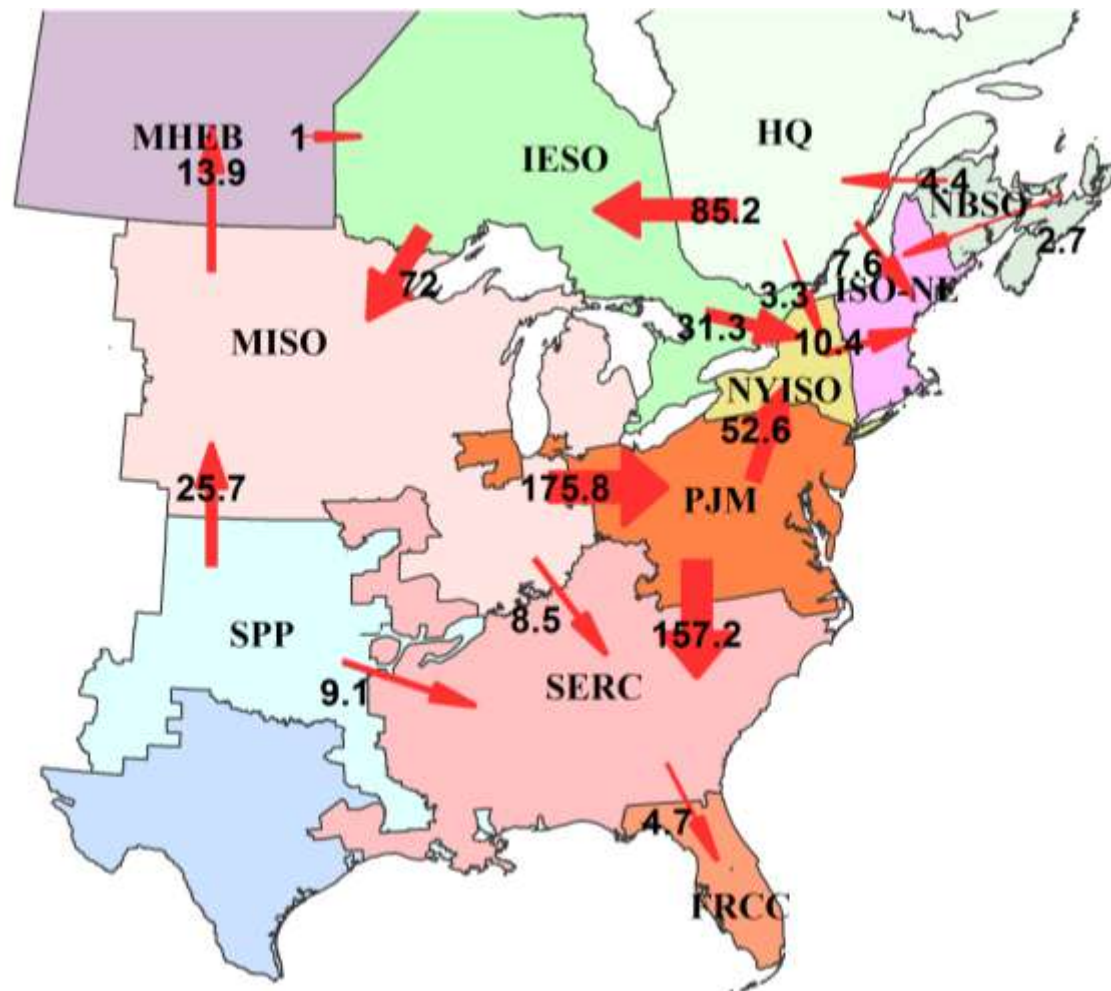 MHEB
1
13.9
IESO
HQ
4.4
NBSO
85.2
2.7
7.6
72
3.3
ISO-NE
31.3
10.4
MISO
NYISO
52.6
25.7
175.8
PJM
8.5
157.2
SPP
9.1
SERC
4.7
FRCC